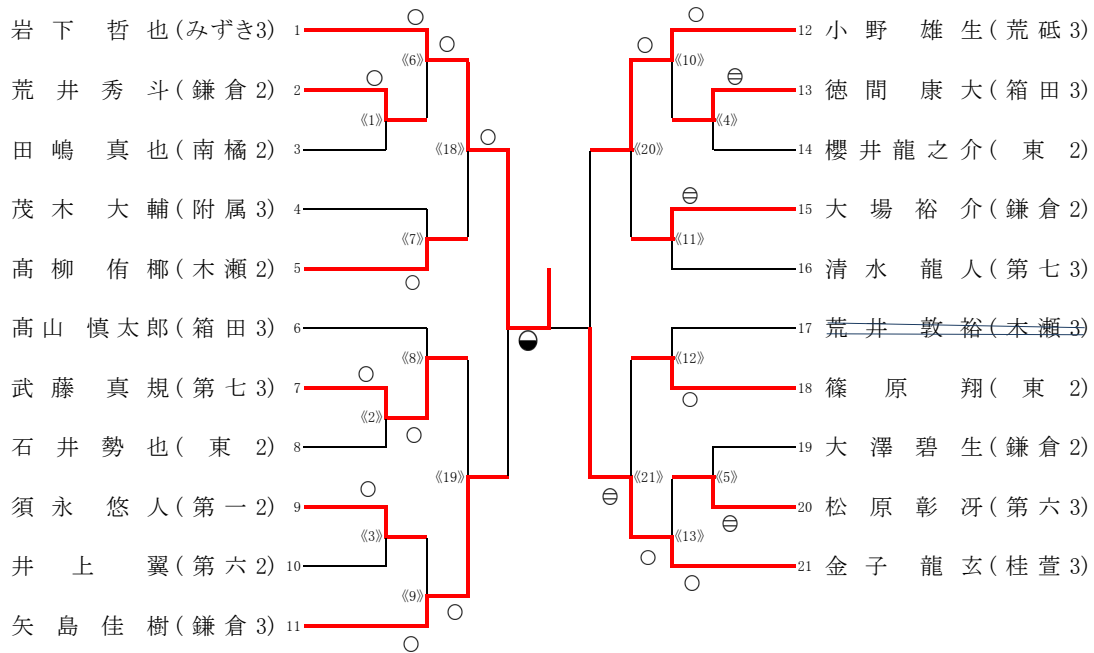 岩下哲也(みずき3) 1
荒井秀斗(鎌倉2) 2
田嶋真也(南橘2) 3
茂木大輔(附属3) 4
髙柳侑椰(木瀬2) 5
髙山慎太郎(箱田3) 6
武藤真規(第七3) 7
石井勢也(東2) 8
須永悠人(第一2) 9
井上翼(第六2) 10
矢島佳樹(鎌倉3) 11
《6》
《1》
《18》
《7》
《8》
《2》
《19》
《3》
《9》
《10》
《4》
《20》
《11》
《12》
《21》
《5》
《13》
12 小野雄生(荒砥3)
13 徳間康大(箱田3)
14 櫻井龍之介(東2)
15 大場裕介(鎌倉2)
16 清水龍人(第七3)
17 荒井敦裕(木瀬3)
18 篠原翔(東2)
19 大澤碧生(鎌倉2)
20 松原彰冴(第六3)
21 金子龍玄(桂萱3)